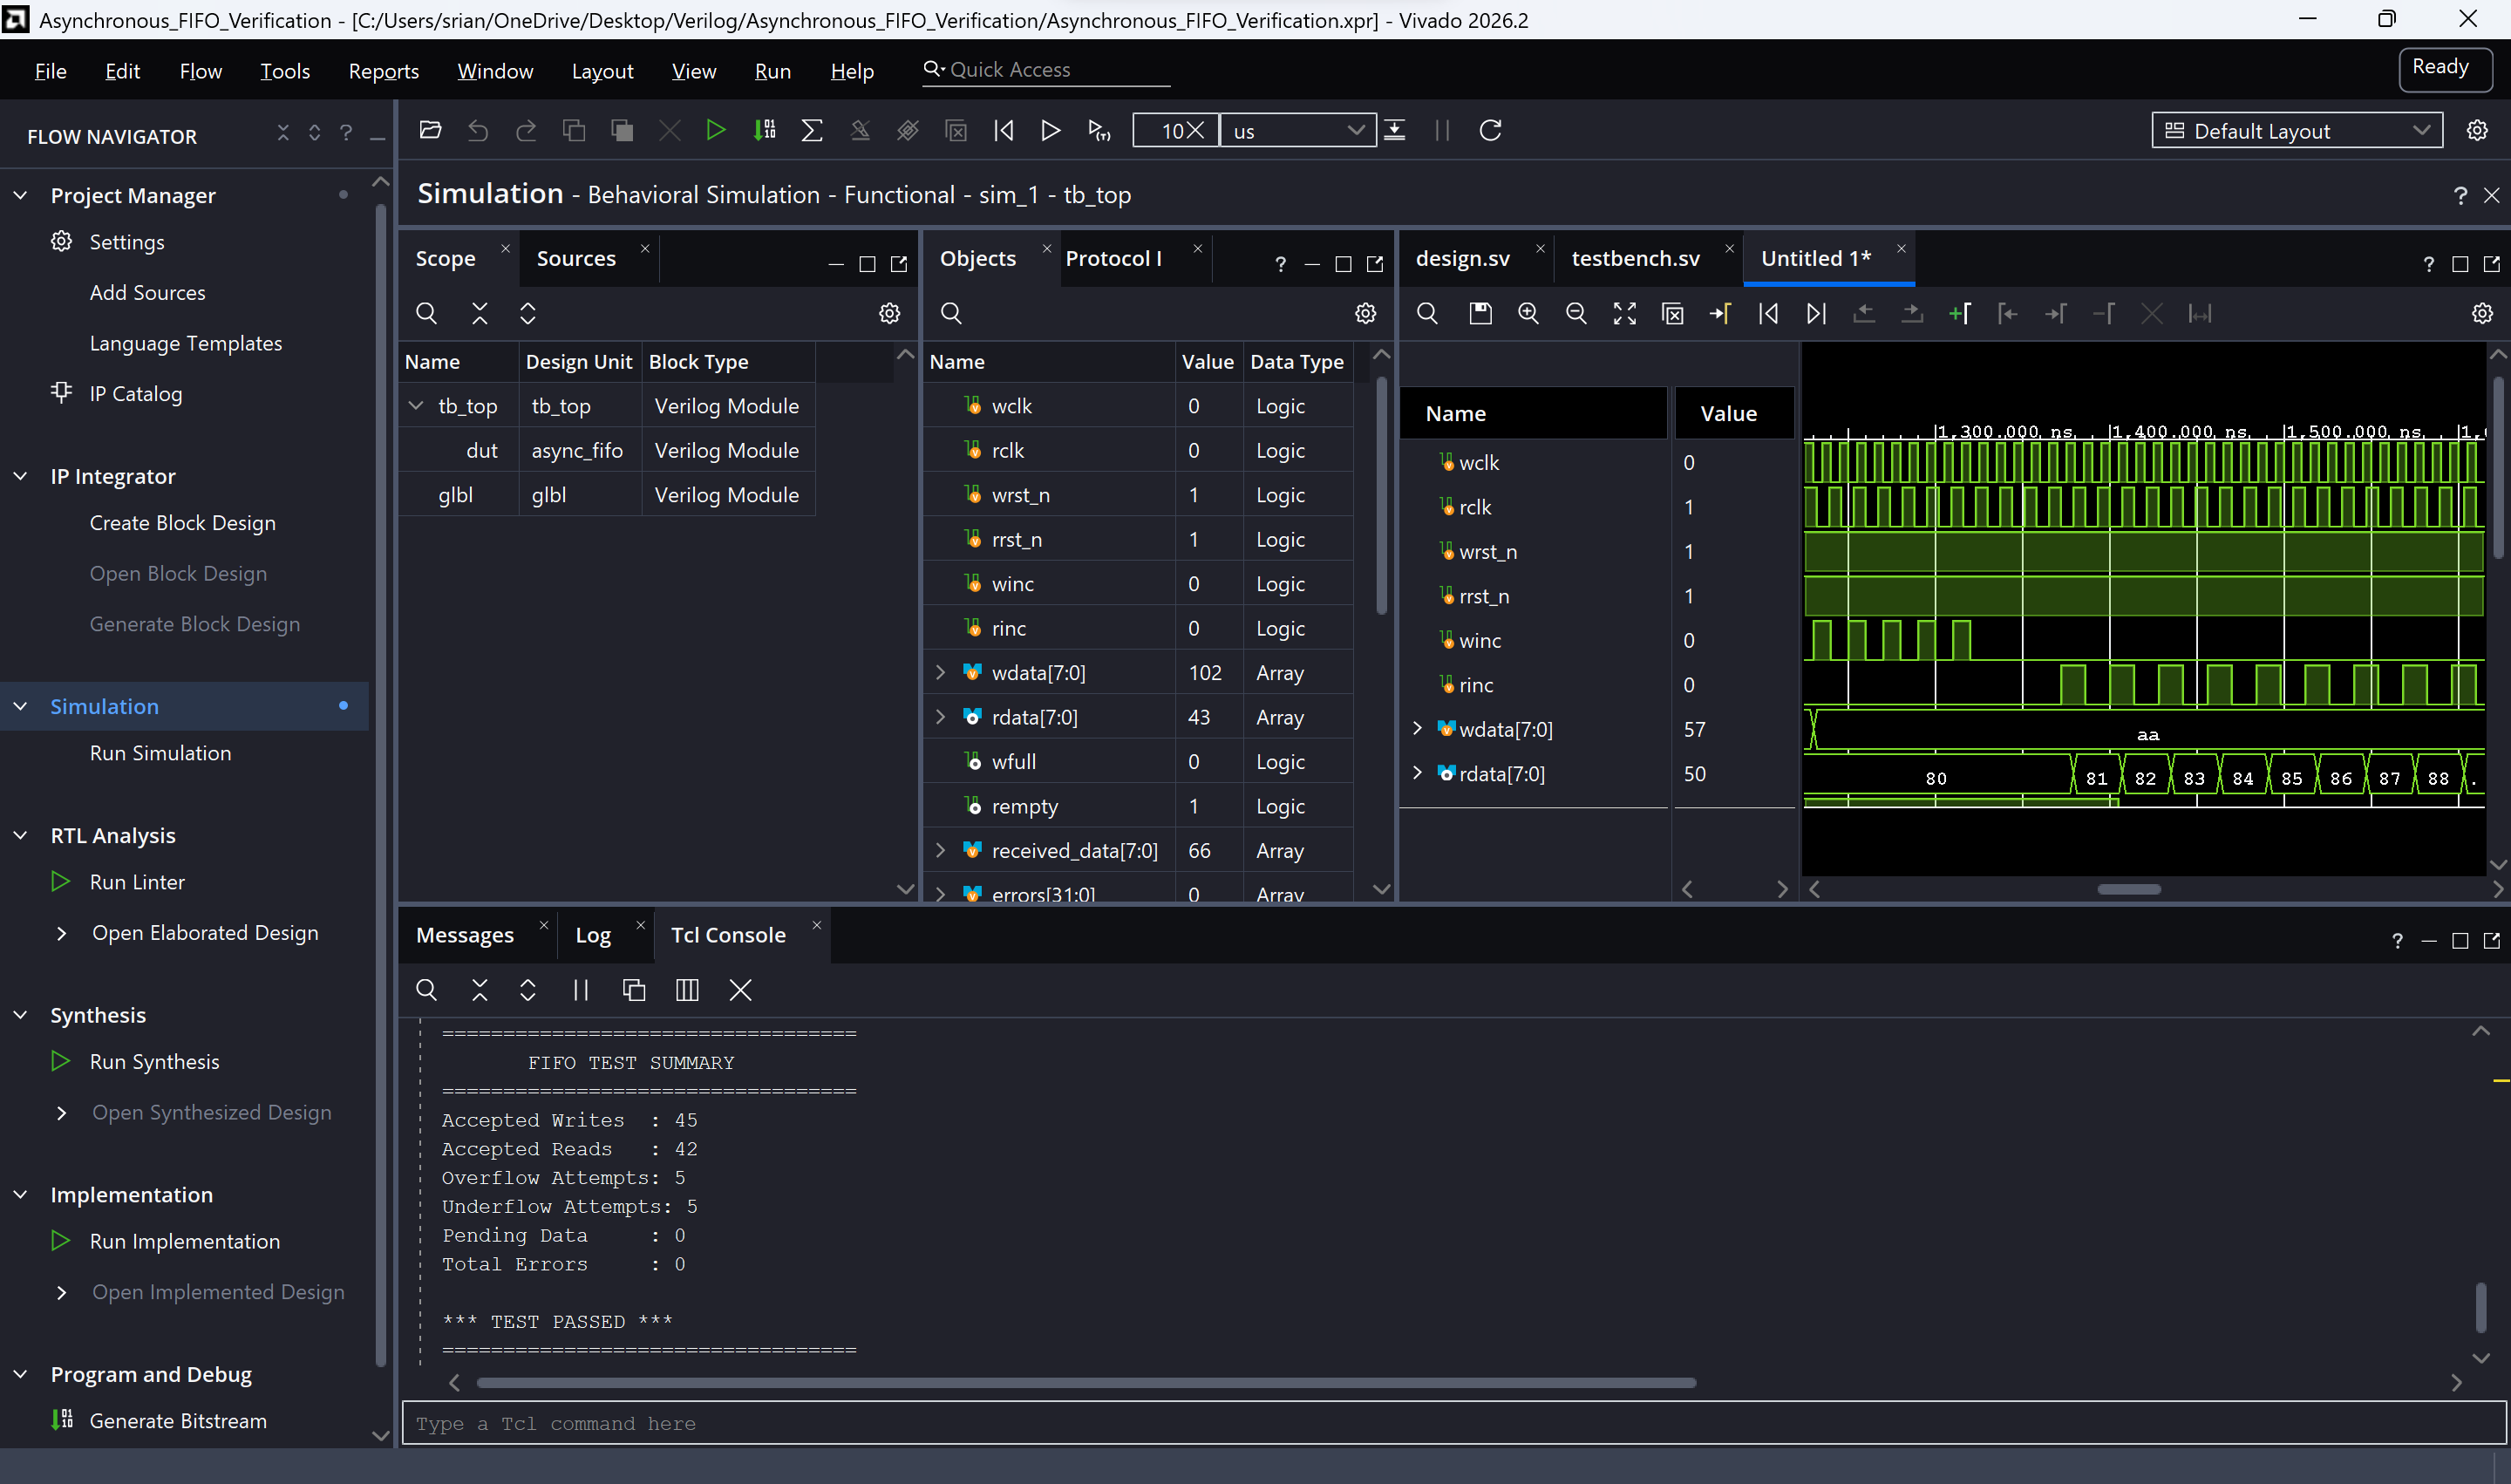 Asynchronous_FIFO_Verification - [C:/Users/srian/OneDrive/Desktop/Verilog/Asynchronous_FIFO_Verification/Asynchronous_FIFO_Verification.xpr] - Vivado 2026.2
File Edit Flow Tools Reports Window Layout View Run Help Quick Access Ready
10 us Default Layout
FLOW NAVIGATOR
Project Manager
Settings
Add Sources
Language Templates
IP Catalog
IP Integrator
Create Block Design
Open Block Design
Generate Block Design
Simulation
Run Simulation
RTL Analysis
Run Linter
Open Elaborated Design
Synthesis
Run Synthesis
Open Synthesized Design
Implementation
Run Implementation
Open Implemented Design
Program and Debug
Generate Bitstream
Simulation - Behavioral Simulation - Functional - sim_1 - tb_top
Scope Sources
Name Design Unit Block Type
tb_top tb_top Verilog Module
dut async_fifo Verilog Module
glbl glbl Verilog Module
Objects Protocol I
Name Value Data Type
wclk 0 Logic
rclk 0 Logic
wrst_n 1 Logic
rrst_n 1 Logic
winc 0 Logic
rinc 0 Logic
wdata[7:0] 102 Array
rdata[7:0] 43 Array
wfull 0 Logic
rempty 1 Logic
received_data[7:0] 66 Array
errors[31:0] 0 Array
design.sv testbench.sv Untitled 1*
Name Value
1,300.000 ns 1,400.000 ns 1,500.000 ns
wclk 0
rclk 1
wrst_n 1
rrst_n 1
winc 0
rinc 0
wdata[7:0] 57 aa
rdata[7:0] 50 80 81 82 83 84 85 86 87 88 .
Messages Log Tcl Console
==================================
FIFO TEST SUMMARY
==================================
Accepted Writes : 45
Accepted Reads : 42
Overflow Attempts: 5
Underflow Attempts: 5
Pending Data : 0
Total Errors : 0
*** TEST PASSED ***
==================================
Type a Tcl command here